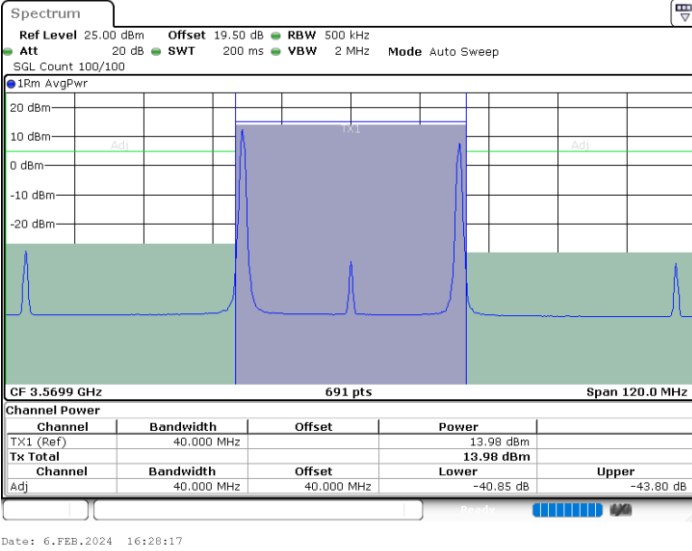 Spectrum
Ref Level 25.00 dBm Offset 19.50 dB RBW 500 kHz
Att 20 dB SWT 200 ms VBW 2 MHz Mode Auto Sweep
SGL Count 100/100
1Rm AvgPwr
20 dBm
TX1
10 dBm
Adj Adj
0 dBm
-10 dBm
-20 dBm
CF 3.5699 GHz 691 pts Span 120.0 MHz
Channel Power
Channel Bandwidth Offset Power
TX1 (Ref) 40.000 MHz 13.98 dBm
Tx Total 13.98 dBm
Channel Bandwidth Offset Lower Upper
Adj 40.000 MHz 40.000 MHz -40.85 dB -43.80 dB
Ready
Date: 6.FEB.2024 16:28:17